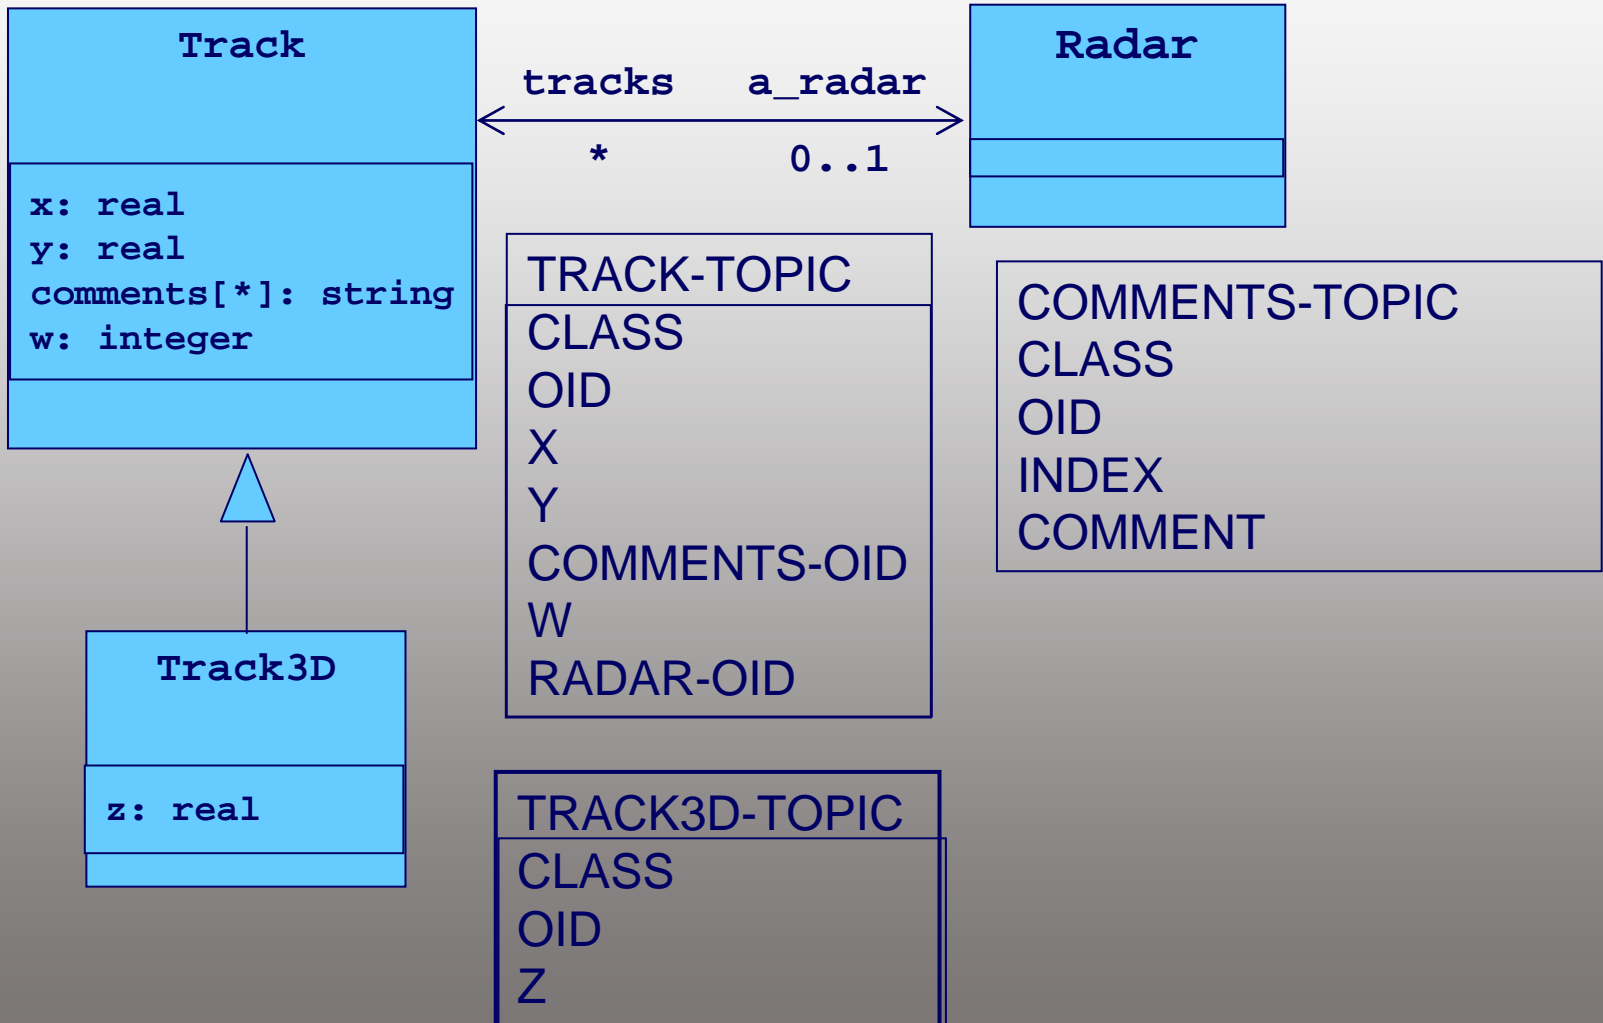 Track
x: real
y: real
comments[*]: string
w: integer
tracks a_radar
* 0..1
Radar
TRACK-TOPIC
CLASS
OID
X
Y
COMMENTS-OID
W
RADAR-OID
COMMENTS-TOPIC
CLASS
OID
INDEX
COMMENT
Track3D
z: real
TRACK3D-TOPIC
CLASS
OID
Z